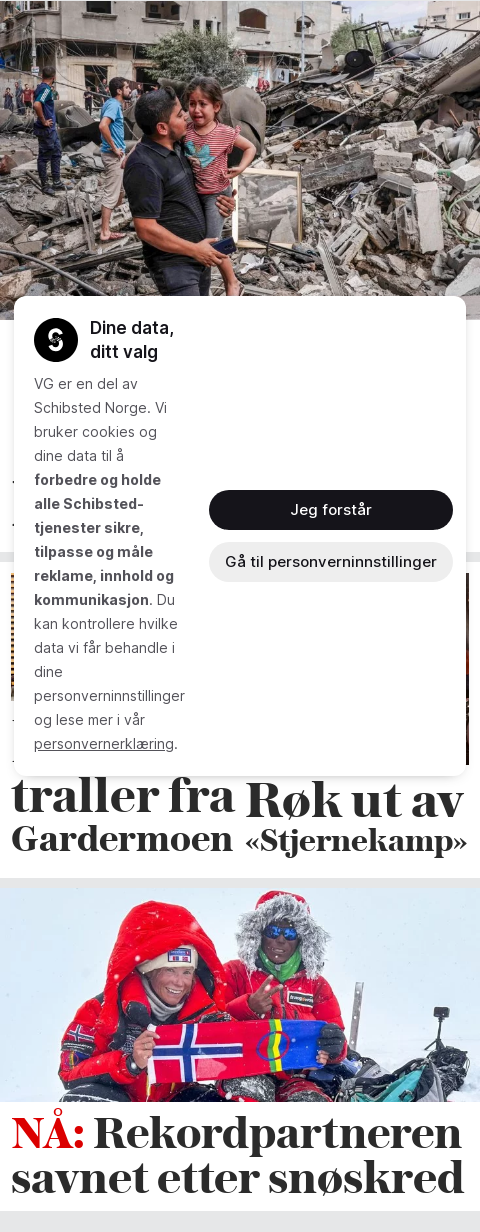 Dine data,
ditt valg
VG er en del av
Schibsted Norge. Vi
bruker cookies og
dine data til å
forbedre og holde
alle Schibsted-
tjenester sikre,
tilpasse og måle
reklame, innhold og
kommunikasjon. Du
kan kontrollere hvilke
data vi får behandle i
dine
personverninnstillinger
og lese mer i vår
personvernerklæring.
Jeg forstår
Gå til personverninnstillinger
traller fra
Gardermoen
Røk ut av
«Stjernekamp»
NÅ: Rekordpartneren
savnet etter snøskred